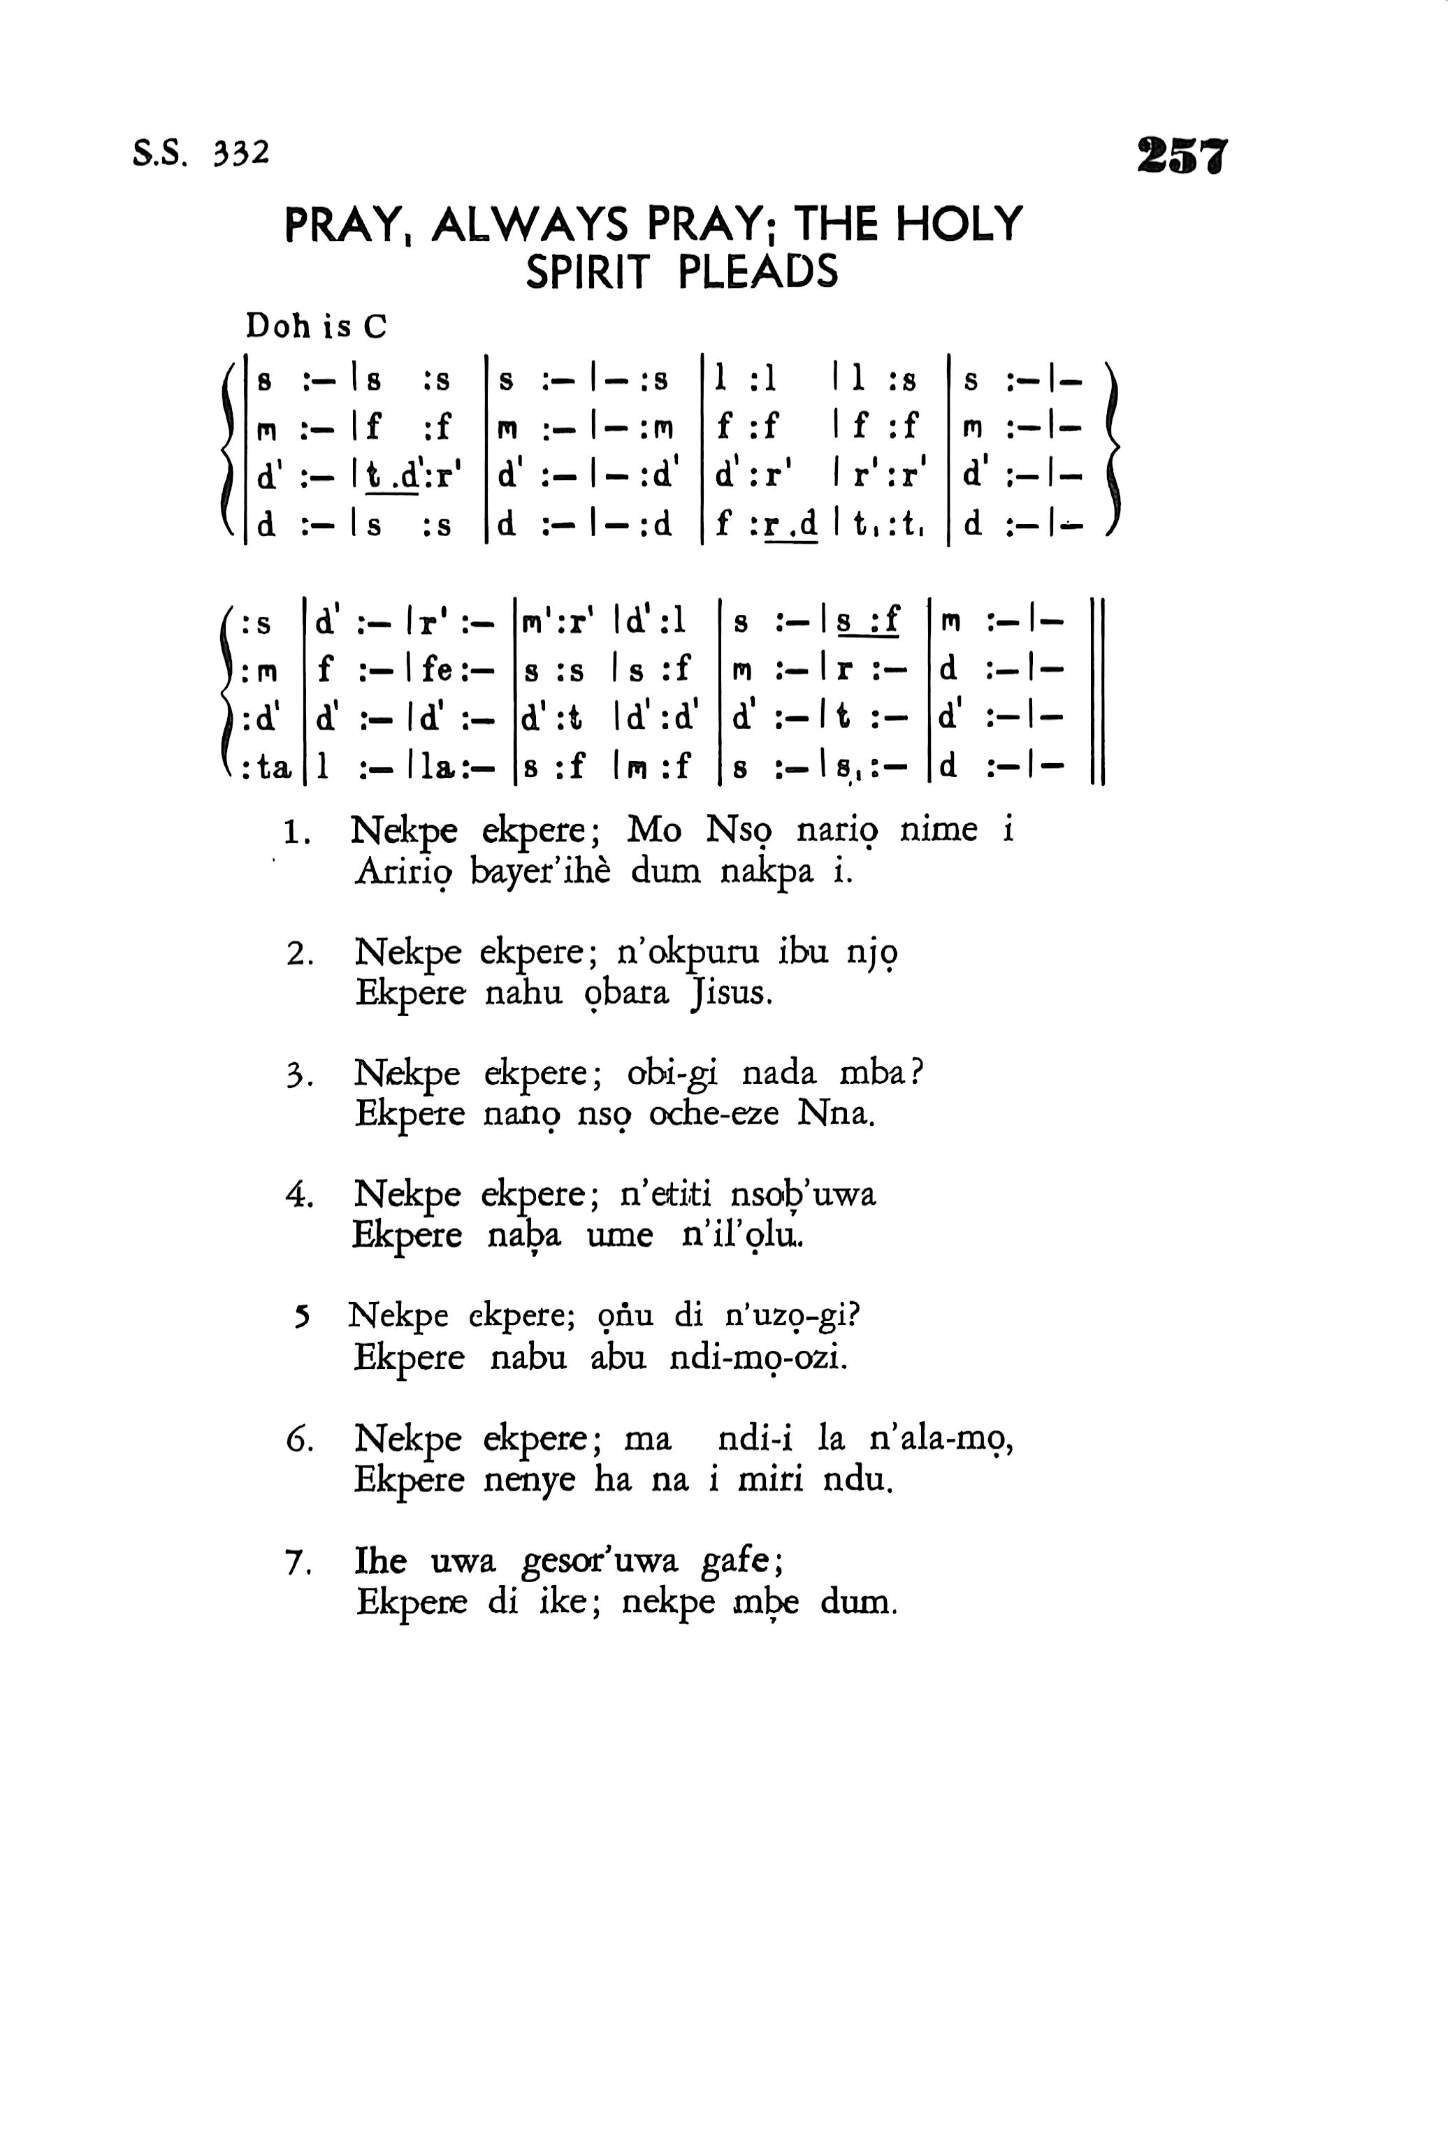 S.S. 332
257
PRAY, ALWAYS PRAY; THE HOLY
SPIRIT PLEADS
Doh is C
| s :– | s :s | s :– | – :s | l :l | l :s | s :– | –
| m :– | f :f | m :– | – :m | f :f | f :f | m :– | –
| d' :– | t .d' :r' | d' :– | – :d' | d' :r' | r' :r' | d' :– | –
| d :– | s :s | d :– | – :d | f :r .d | t, :t, | d :– | –
:s | d' :– | r' :– | m' :r' | d' :l | s :– | s :f | m :– | – ||
:m | f :– | fe :– | s :s | s :f | m :– | r :– | d :– | – ||
:d' | d' :– | d' :– | d' :t | d' :d' | d' :– | t :– | d' :– | – ||
:ta | l :– | la :– | s :f | m :f | s :– | s, :– | d :– | – ||
1. Nekpe ekpere; Mo Nsọ nariọ nime i
Aririọ bayer'ihè dum nakpa i.
2. Nekpe ekpere; n'okpuru ibu njọ
Ekpere nahu ọbara Jisus.
3. Nekpe ekpere; obi-gi nada mba?
Ekpere nanọ nsọ oche-eze Nna.
4. Nekpe ekpere; n'etiti nsoḅ'uwa
Ekpere naḅa ume n'il'ọlu.
5 Nekpe ekpere; ọṅu di n'uzọ-gi?
Ekpere nabu abu ndi-mọ-ozi.
6. Nekpe ekpere; ma ndi-i la n'ala-mọ,
Ekpere nenye ha na i miri ndu.
7. Ihe uwa gesor'uwa gafe;
Ekpere di ike; nekpe mḅe dum.